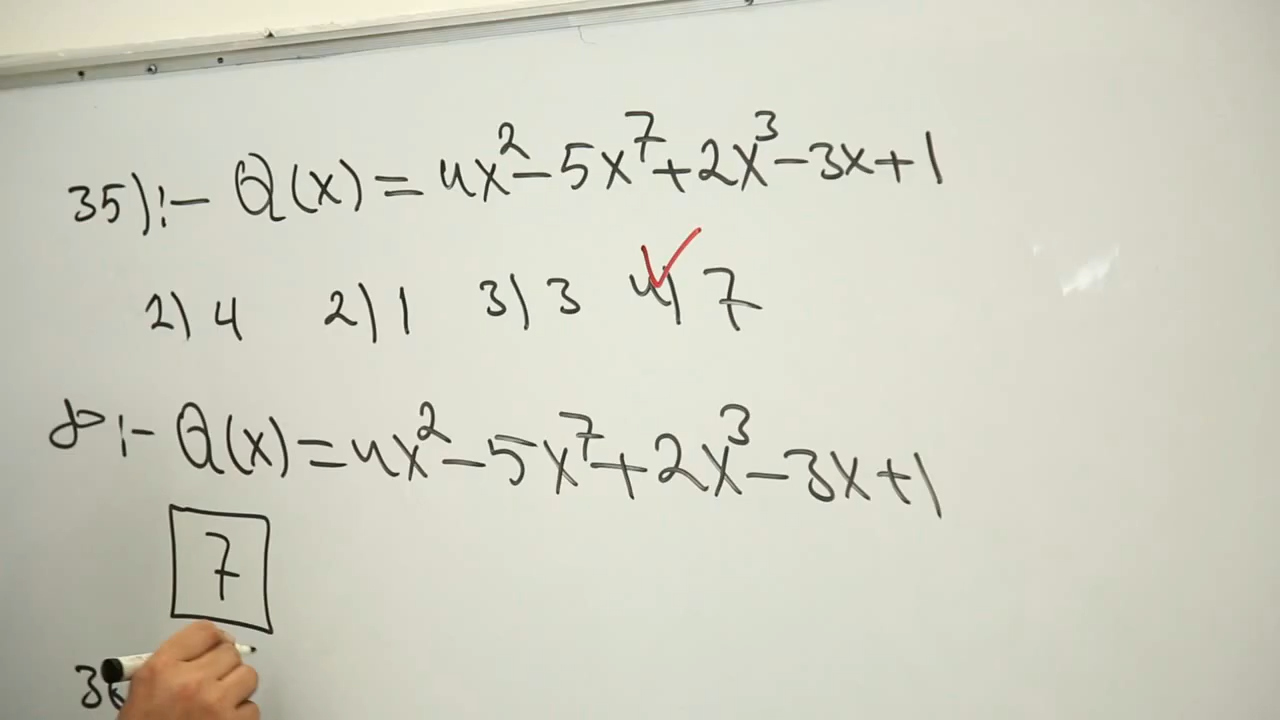 35):- Q(x) = 4x² - 5x⁷ + 2x³ - 3x + 1
2) 4 2) 1 3) 3 4) 7
:- Q(x) = 4x² - 5x⁷ + 2x³ - 3x + 1
7